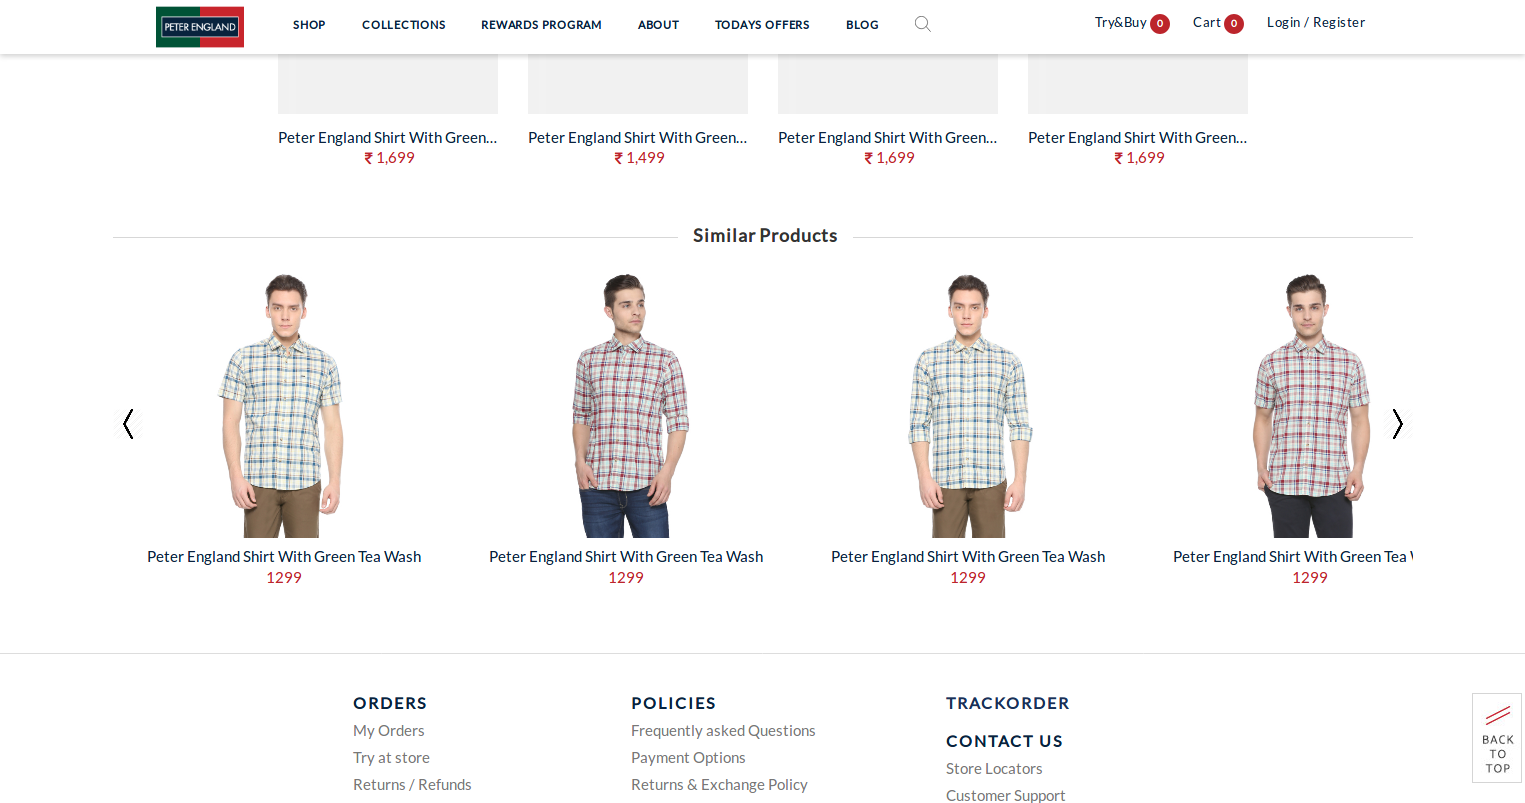 PETER ENGLAND
SHOP
COLLECTIONS
REWARDS PROGRAM
ABOUT
TODAYS OFFERS
BLOG
Try&Buy 0
Cart 0
Login / Register
Peter England Shirt With Green...
₹ 1,699
Peter England Shirt With Green...
₹ 1,499
Peter England Shirt With Green...
₹ 1,699
Peter England Shirt With Green...
₹ 1,699
Similar Products
Peter England Shirt With Green Tea Wash
1299
Peter England Shirt With Green Tea Wash
1299
Peter England Shirt With Green Tea Wash
1299
Peter England Shirt With Green Tea
1299
ORDERS
My Orders
Try at store
Returns / Refunds
POLICIES
Frequently asked Questions
Payment Options
Returns & Exchange Policy
TRACKORDER
CONTACT US
Store Locators
Customer Support
BACK
TO
TOP